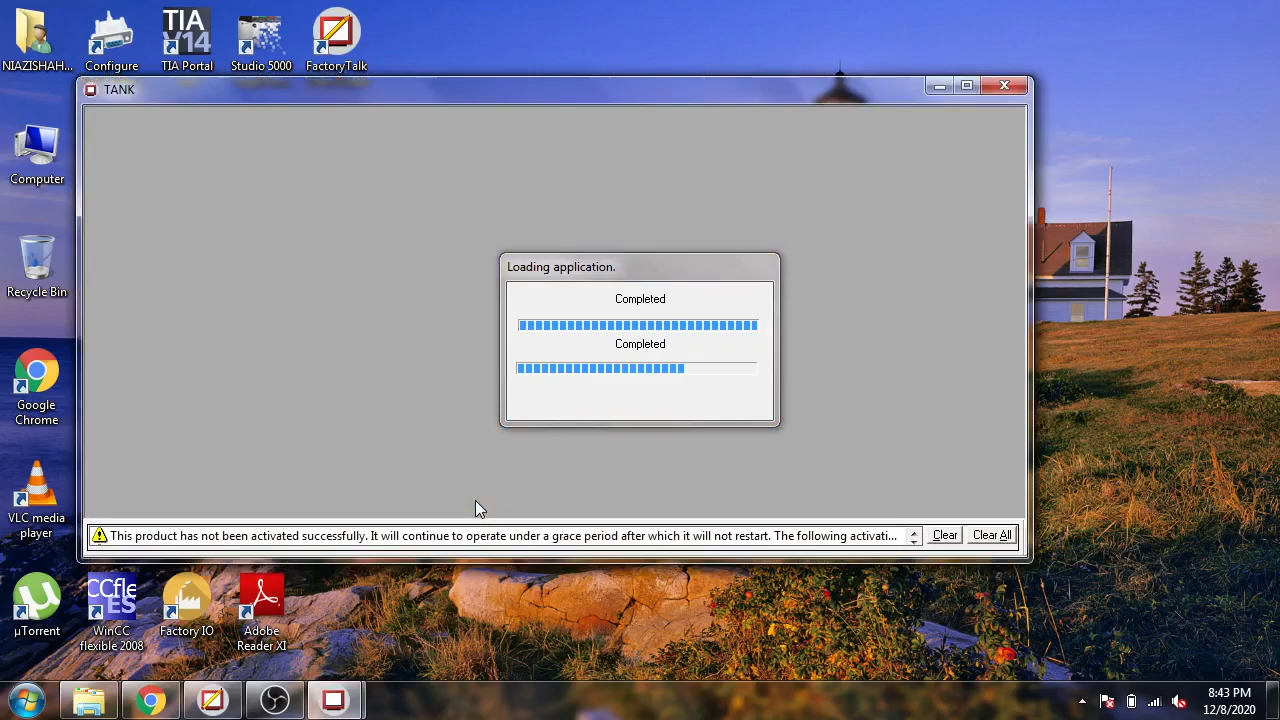 NIAZISHAH...
Configure
TIA
V14
TIA Portal
Studio 5000
FactoryTalk
TANK
Computer
Recycle Bin
Loading application.
Completed
Completed
Google
Chrome
VLC media
player
This product has not been activated successfully. It will continue to operate under a grace period after which it will not restart. The following activati...
Clear
Clear All
µTorrent
CCfle
ES
WinCC
flexible 2008
Factory IO
Adobe
Reader XI
8:43 PM
12/8/2020